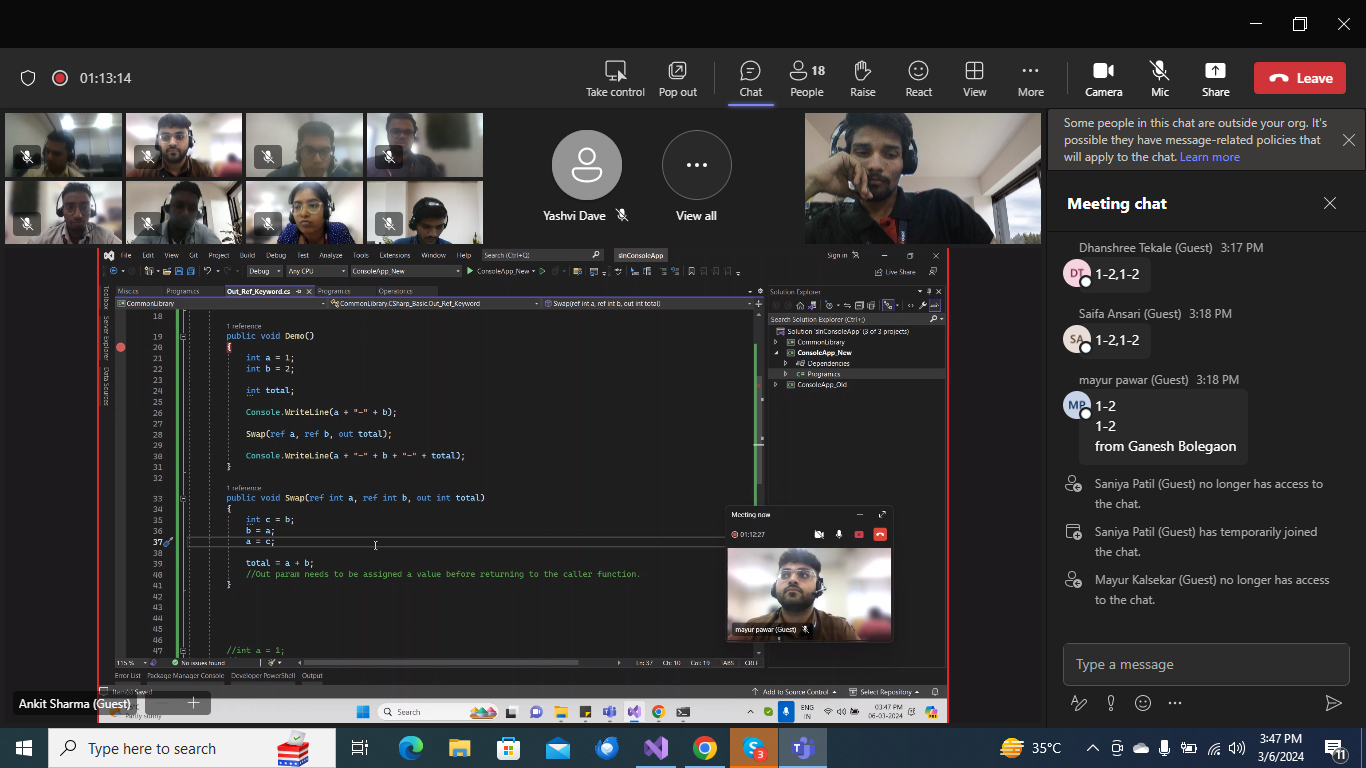 01:13:14
Take control
Pop out
Chat
18
People
Raise
React
View
More
Camera
Mic
Share
Leave
Yashvi Dave
View all
Some people in this chat are outside your org. It's
possible they have message-related policies that
will apply to the chat. Learn more
Meeting chat
Dhanshree Tekale (Guest) 3:17 PM
DT
1-2,1-2
Saifa Ansari (Guest) 3:18 PM
SA
1-2,1-2
mayur pawar (Guest) 3:18 PM
MP
1-2
1-2
from Ganesh Bolegaon
Saniya Patil (Guest) no longer has access to
the chat.
Saniya Patil (Guest) has temporarily joined
the chat.
Mayur Kalsekar (Guest) no longer has access
to the chat.
Type a message
File Edit View Git Project Build Debug Test Analyze Tools Extensions Window Help Search (Ctrl+Q) slnConsoleApp Sign in
Debug Any CPU ConsoleApp_New ConsoleApp_New Live Share
Misc.cs Program.cs Out_Ref_Keyword.cs Program.cs Operator.cs
CommonLibrary CommonLibrary.CSharp_Basic.Out_Ref_Keyword Swap(ref int a, ref int b, out int total)
Toolbox
Server Explorer
Data Sources
18
1 reference
19 public void Demo()
20 {
21 int a = 1;
22 int b = 2;
23
24 int total;
25
26 Console.WriteLine(a + "-" + b);
27
28 Swap(ref a, ref b, out total);
29
30 Console.WriteLine(a + "-" + b + "-" + total);
31 }
32
1 reference
33 public void Swap(ref int a, ref int b, out int total)
34 {
35 int c = b;
36 b = a;
37 a = c;
38
39 total = a + b;
40 //Out param needs to be assigned a value before returning to the caller function.
41 }
42
43
44
45
46
47 //int a = 1;
115 % No issues found Ln: 37 Ch: 10 Col: 19 TABS CRLF
Error List Package Manager Console Developer PowerShell Output
Item(s) Saved
Add to Source Control Select Repository
Solution Explorer
Search Solution Explorer (Ctrl+;)
Solution 'slnConsoleApp' (3 of 3 projects)
CommonLibrary
ConsoleApp_New
Dependencies
C# Program.cs
ConsoleApp_Old
Meeting now
01:12:27
mayur pawar (Guest)
Ankit Sharma (Guest)
Partly sunny
Search
ENG
IN
03:47 PM
06-03-2024
Type here to search
3
35°C
3:47 PM
3/6/2024
11